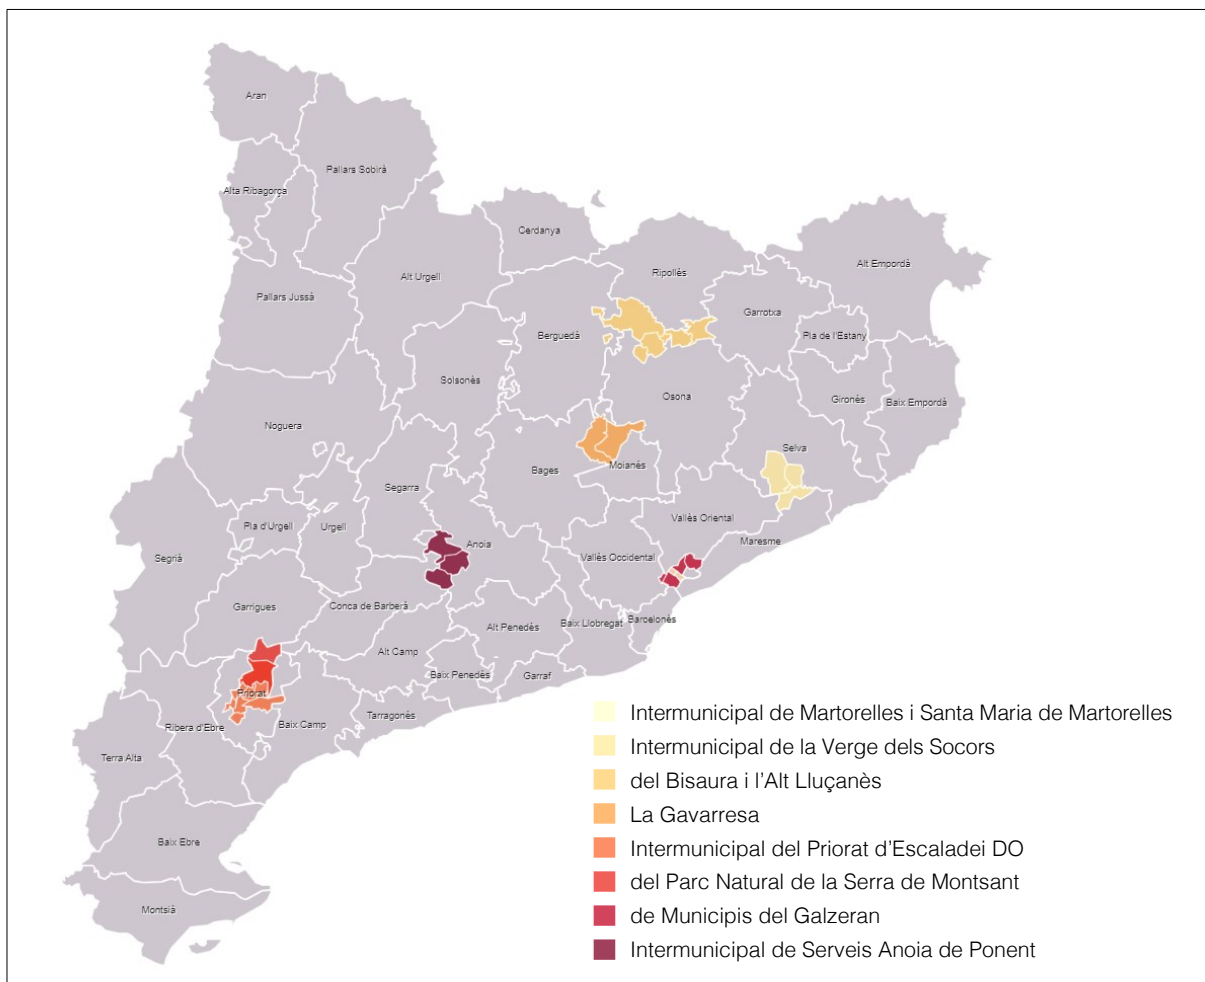 Aran
Pallars Sobirà
Alta Ribagorça
Cerdanya
Ripollès
Alt Empordà
Alt Urgell
Pallars Jussà
Garrotxa
Berguedà
Pla de l'Estany
Solsonès
Osona
Gironès
Baix Empordà
Noguera
Selva
Moianès
Bages
Segarra
Vallès Oriental
Pla d'Urgell
Urgell
Anoia
Maresme
Segrià
Vallès Occidental
Garrigues
Conca de Barberà
Alt Penedès
Baix Llobregat
Barcelonès
Alt Camp
Baix Penedès
Garraf
Priorat
Tarragonès
Baix Camp
Ribera d'Ebre
Terra Alta
Baix Ebre
Montsià
Intermunicipal de Martorelles i Santa Maria de Martorelles
Intermunicipal de la Verge dels Socors
del Bisaura i l’Alt Lluçanès
La Gavarresa
Intermunicipal del Priorat d’Escaladei DO
del Parc Natural de la Serra de Montsant
de Municipis del Galzeran
Intermunicipal de Serveis Anoia de Ponent